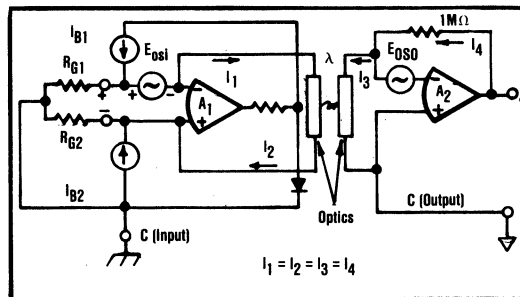 I_B1
E_osi
R_G1
+
+
-
-
R_G2
I_B2
I_1
I_2
A_1
-
+
λ
Optics
I_3
E_OSO
1MΩ
I_4
A_2
-
+
C (Input)
C (Output)
I_1 = I_2 = I_3 = I_4